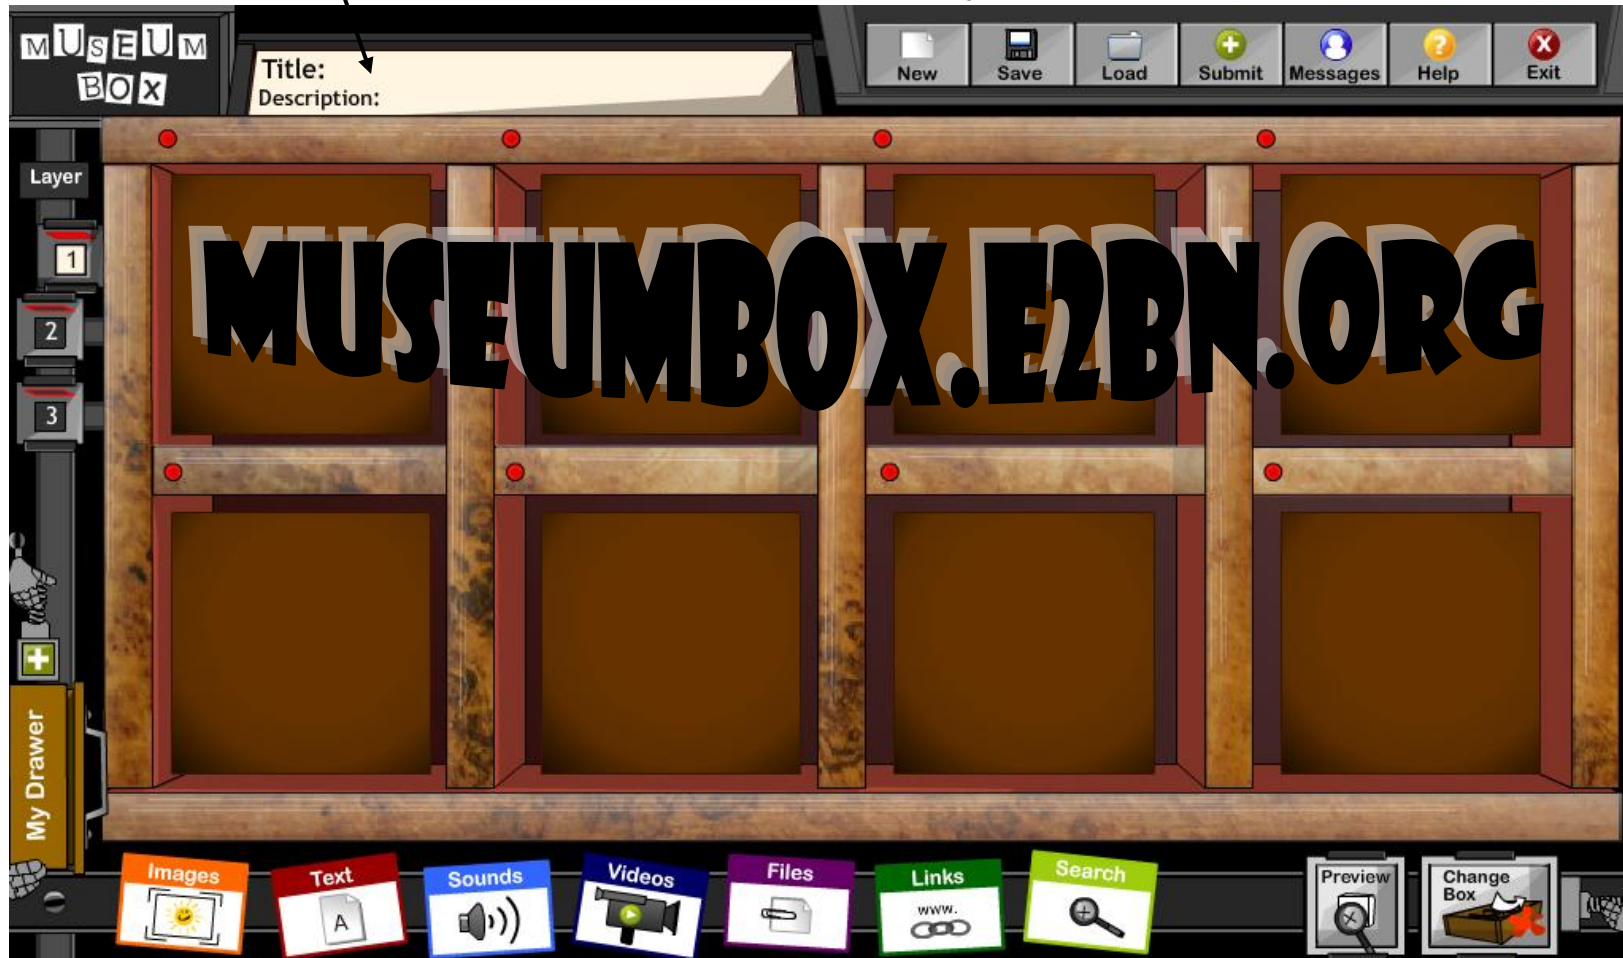 MUSEUM
BOX
Title:
Description:
New
Save
Load
Submit
Messages
Help
Exit
Layer
1
2
3
MUSEUMBOX.E2BN.ORG
My Drawer
Images
Text
A
Sounds
Videos
Files
Links
www.
Search
Preview
Change
Box